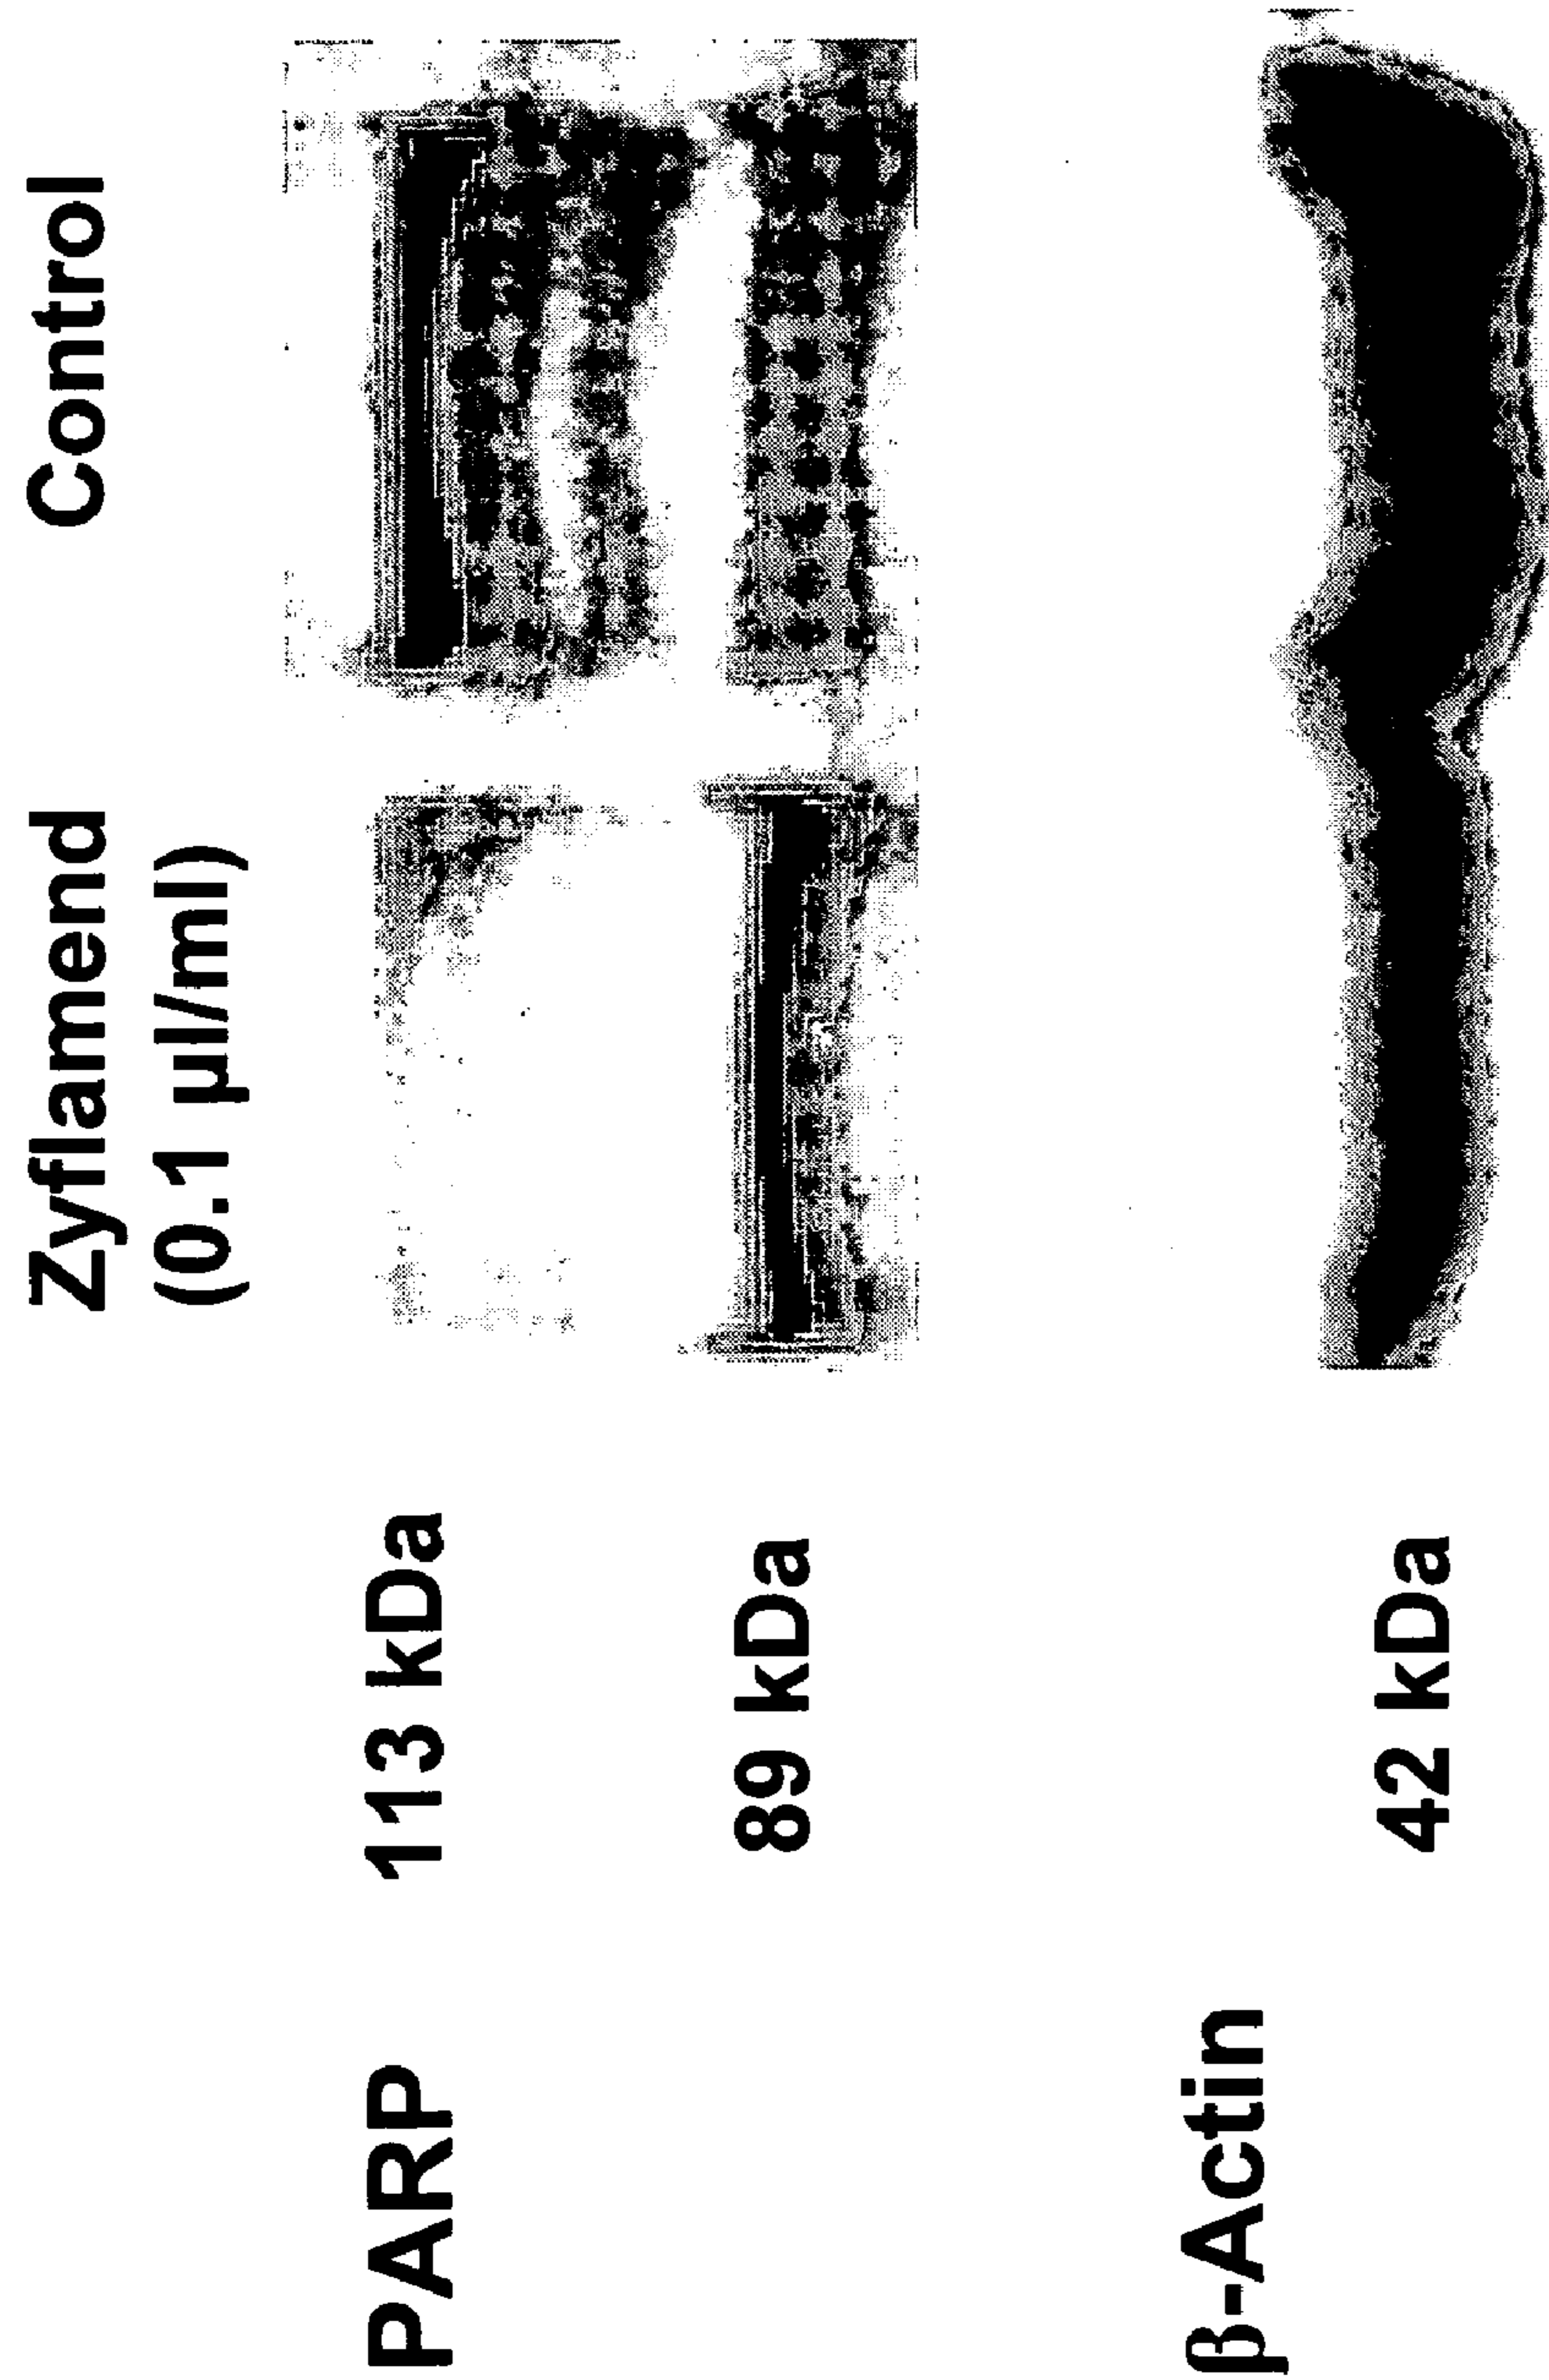 Zyflamend
(0.1 µl/ml)
Control
PARP
113 kDa
89 kDa
β-Actin
42 kDa